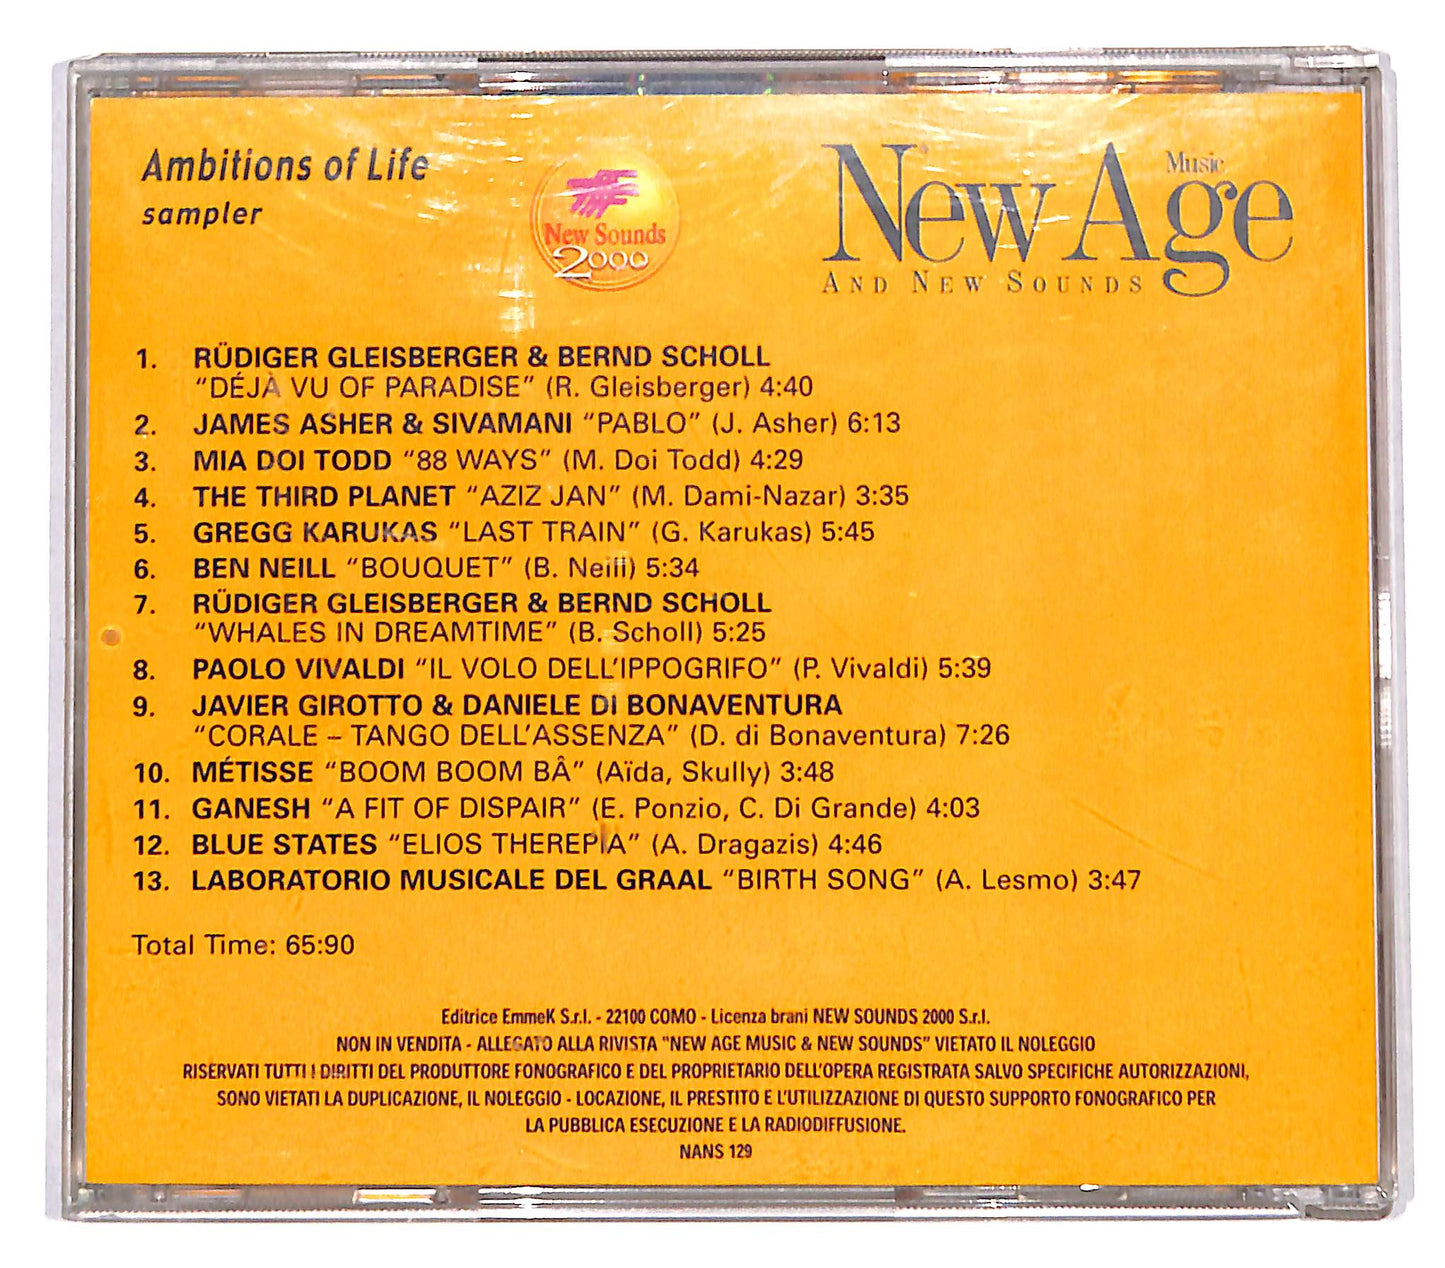 Ambitions of Life
sampler
New Sounds
2000
New Age Music
AND NEW SOUNDS
1. RÜDIGER GLEISBERGER & BERND SCHOLL
"DÉJÀ VU OF PARADISE" (R. Gleisberger) 4:40
2. JAMES ASHER & SIVAMANI "PABLO" (J. Asher) 6:13
3. MIA DOI TODD "88 WAYS" (M. Doi Todd) 4:29
4. THE THIRD PLANET "AZIZ JAN" (M. Dami-Nazar) 3:35
5. GREGG KARUKAS "LAST TRAIN" (G. Karukas) 5:45
6. BEN NEILL "BOUQUET" (B. Neill) 5:34
7. RÜDIGER GLEISBERGER & BERND SCHOLL
"WHALES IN DREAMTIME" (B. Scholl) 5:25
8. PAOLO VIVALDI "IL VOLO DELL'IPPOGRIFO" (P. Vivaldi) 5:39
9. JAVIER GIROTTO & DANIELE DI BONAVENTURA
"CORALE – TANGO DELL'ASSENZA" (D. di Bonaventura) 7:26
10. MÉTISSE "BOOM BOOM BÂ" (Aïda, Skully) 3:48
11. GANESH "A FIT OF DISPAIR" (E. Ponzio, C. Di Grande) 4:03
12. BLUE STATES "ELIOS THEREPIA" (A. Dragazis) 4:46
13. LABORATORIO MUSICALE DEL GRAAL "BIRTH SONG" (A. Lesmo) 3:47
Total Time: 65:90
Editrice EmmeK S.r.l. - 22100 COMO - Licenza brani NEW SOUNDS 2000 S.r.l.
NON IN VENDITA - ALLEGATO ALLA RIVISTA "NEW AGE MUSIC & NEW SOUNDS" VIETATO IL NOLEGGIO
RISERVATI TUTTI I DIRITTI DEL PRODUTTORE FONOGRAFICO E DEL PROPRIETARIO DELL'OPERA REGISTRATA SALVO SPECIFICHE AUTORIZZAZIONI,
SONO VIETATI LA DUPLICAZIONE, IL NOLEGGIO - LOCAZIONE, IL PRESTITO E L'UTILIZZAZIONE DI QUESTO SUPPORTO FONOGRAFICO PER
LA PUBBLICA ESECUZIONE E LA RADIODIFFUSIONE.
NANS 129